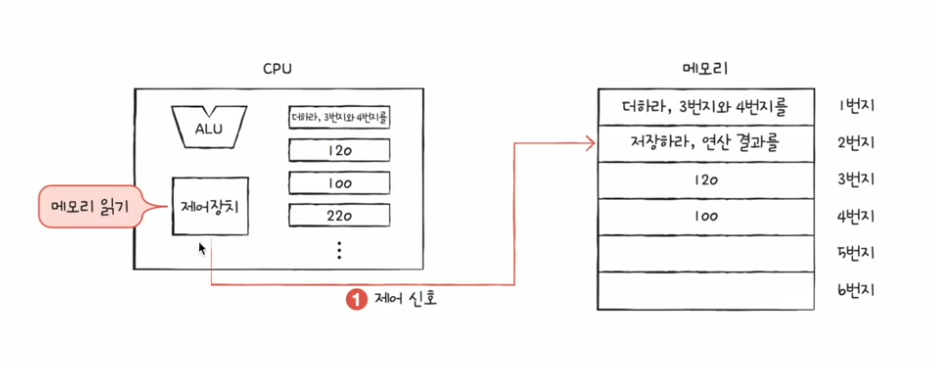 CPU
ALU
메모리 읽기
제어장치
더하라, 3번지와 4번지를
120
100
220
1 제어 신호
메모리
더하라, 3번지와 4번지를 1번지
저장하라, 연산 결과를 2번지
120 3번지
100 4번지
5번지
6번지